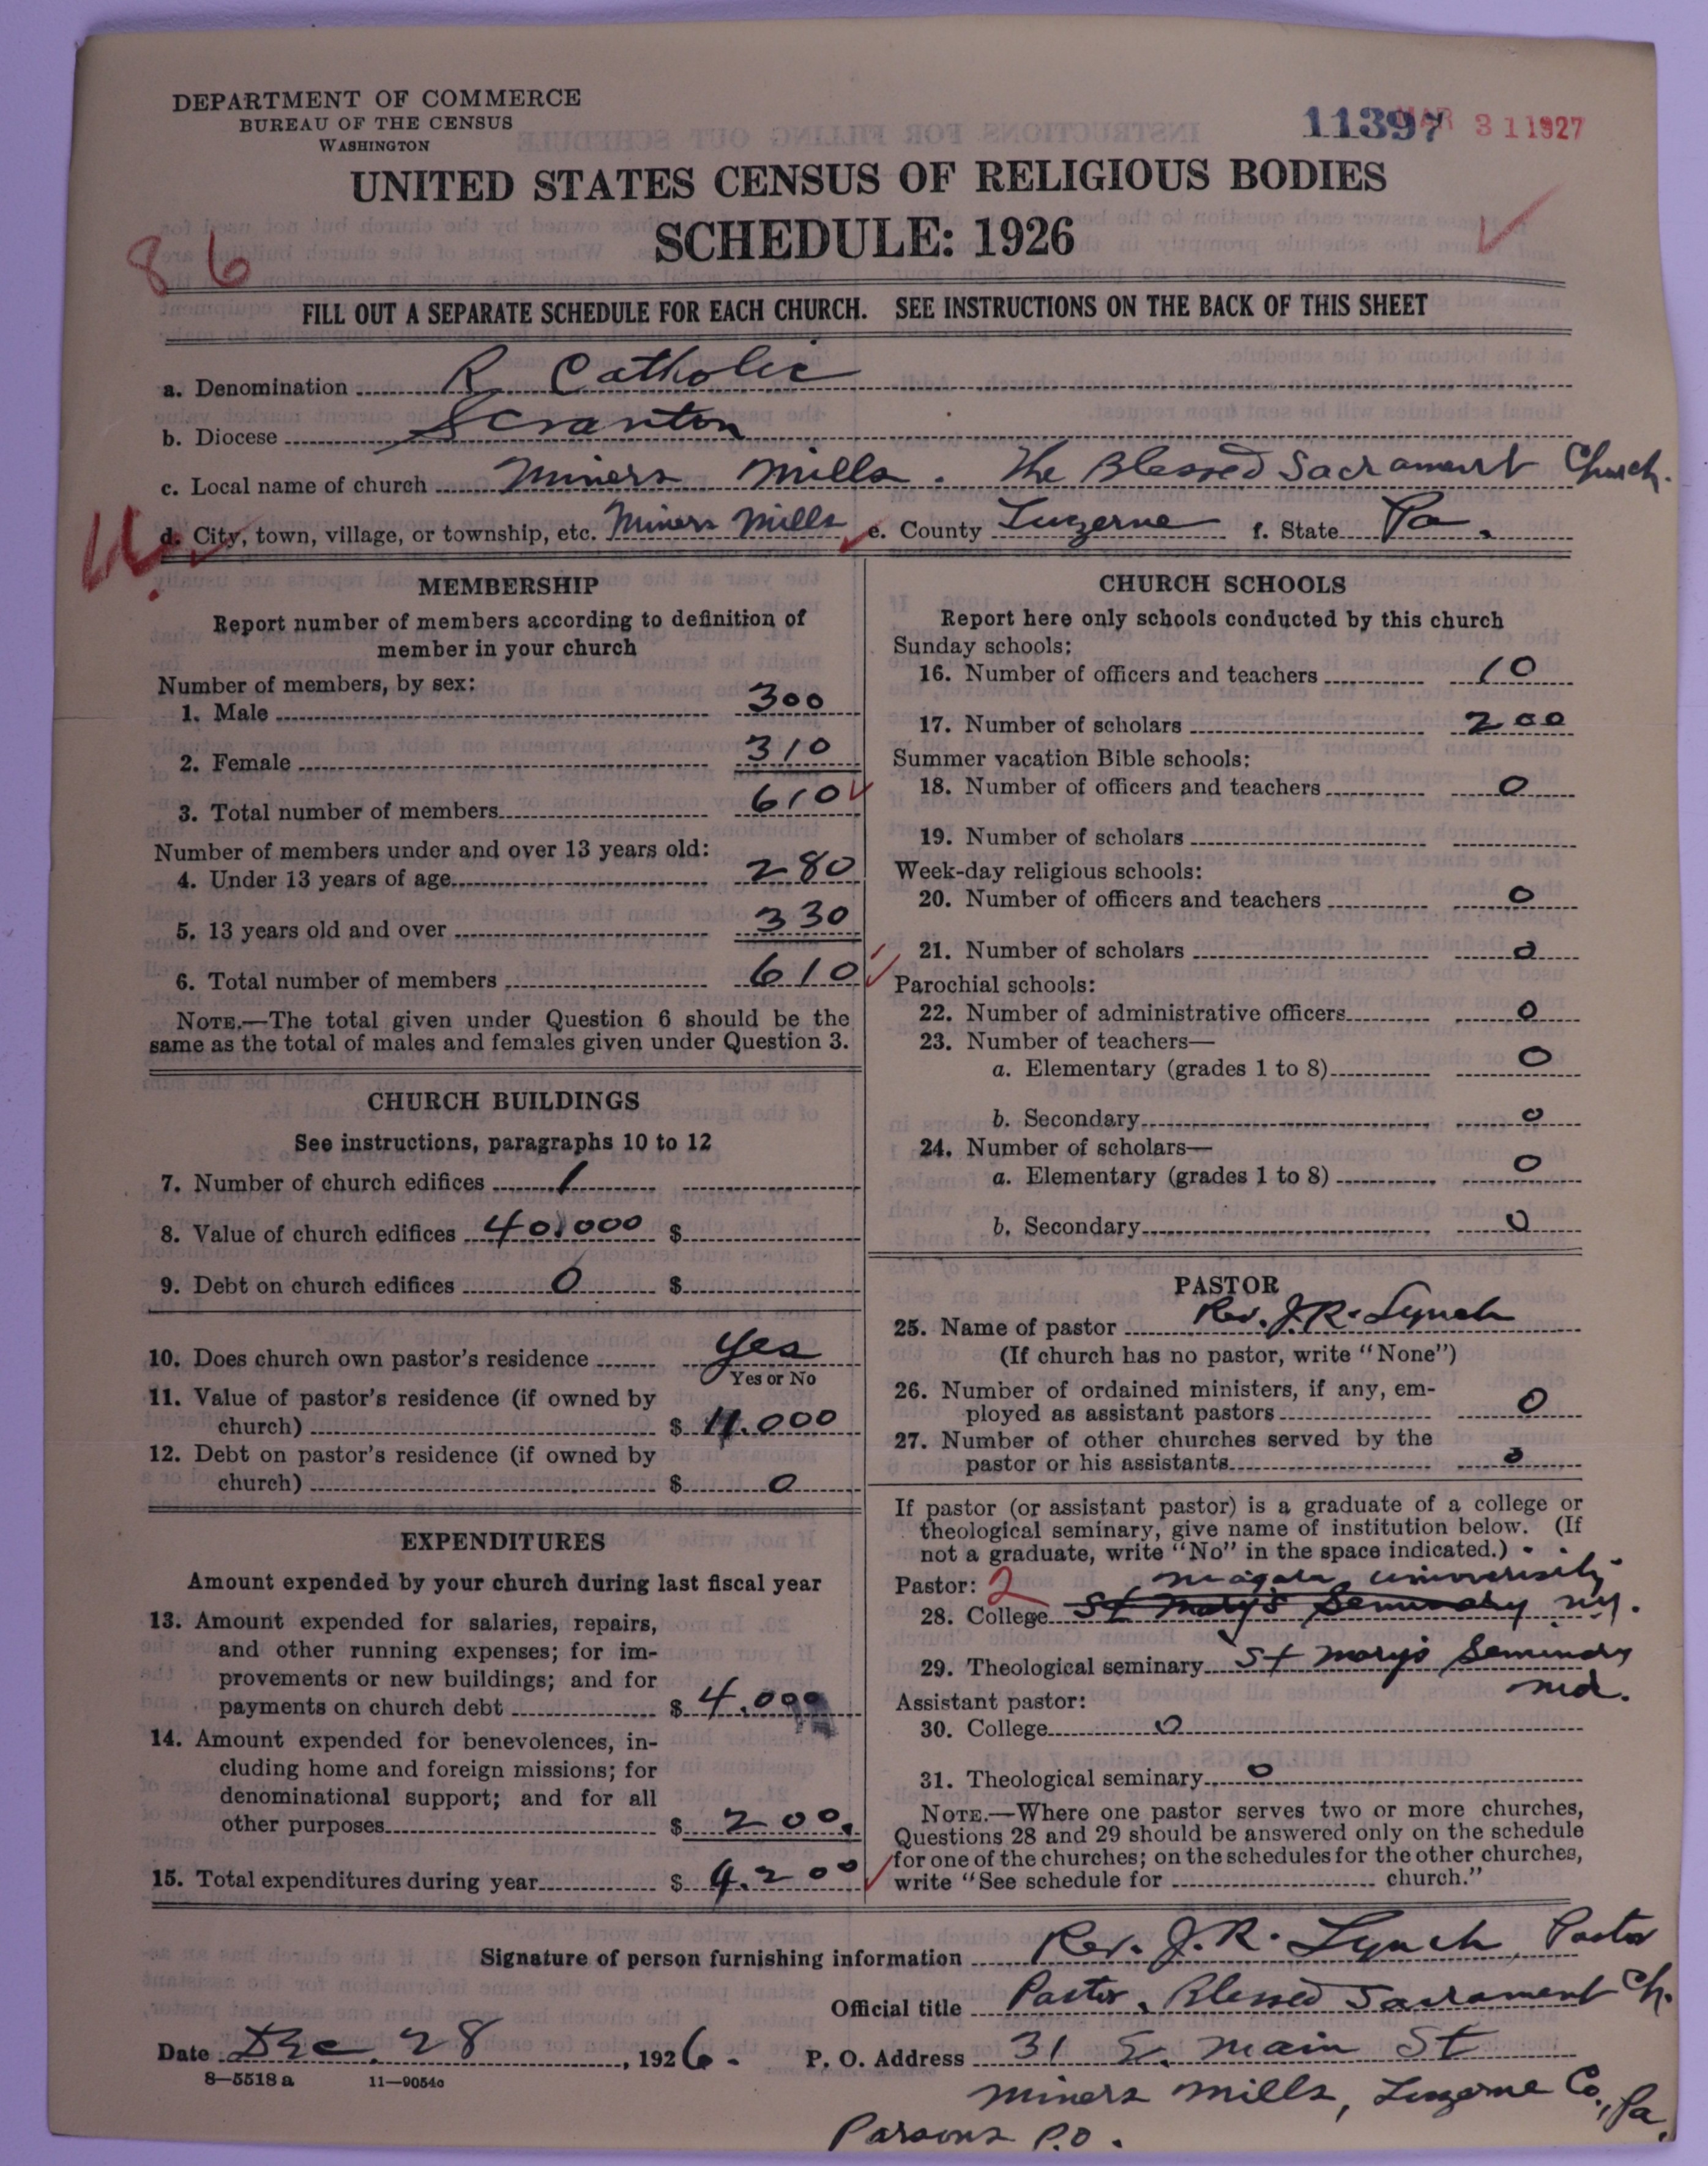 DEPARTMENT OF COMMERCE
BUREAU OF THE CENSUS
WASHINGTON
11397 MAR 31 1927
UNITED STATES CENSUS OF RELIGIOUS BODIES
SCHEDULE: 1926
86
FILL OUT A SEPARATE SCHEDULE FOR EACH CHURCH. SEE INSTRUCTIONS ON THE BACK OF THIS SHEET
a. Denomination R Catholic
b. Diocese Scranton
c. Local name of church Miners Mills. The Blessed Sacrament Church.
d. City, town, village, or township, etc. Miners Mills e. County Luzerne f. State Pa.
MEMBERSHIP
Report number of members according to definition of
member in your church
Number of members, by sex:
1. Male 300
2. Female 310
3. Total number of members 610
Number of members under and over 13 years old:
4. Under 13 years of age 280
5. 13 years old and over 330
6. Total number of members 610
NOTE.—The total given under Question 6 should be the
same as the total of males and females given under Question 3.
CHURCH BUILDINGS
See instructions, paragraphs 10 to 12
7. Number of church edifices 1
8. Value of church edifices 40,000 $
9. Debt on church edifices 0 $
10. Does church own pastor's residence Yes
Yes or No
11. Value of pastor's residence (if owned by
church) $ 11.000
12. Debt on pastor's residence (if owned by
church) $ 0
EXPENDITURES
Amount expended by your church during last fiscal year
13. Amount expended for salaries, repairs,
and other running expenses; for im-
provements or new buildings; and for
payments on church debt $ 4.000
14. Amount expended for benevolences, in-
cluding home and foreign missions; for
denominational support; and for all
other purposes $ 200.
15. Total expenditures during year $ 4.200
CHURCH SCHOOLS
Report here only schools conducted by this church
Sunday schools:
16. Number of officers and teachers 10
17. Number of scholars 200
Summer vacation Bible schools:
18. Number of officers and teachers 0
19. Number of scholars
Week-day religious schools:
20. Number of officers and teachers 0
21. Number of scholars 0
Parochial schools:
22. Number of administrative officers 0
23. Number of teachers—
a. Elementary (grades 1 to 8) 0
b. Secondary 0
24. Number of scholars—
a. Elementary (grades 1 to 8) 0
b. Secondary 0
PASTOR
25. Name of pastor Rev. J. R. Lynch
(If church has no pastor, write "None")
26. Number of ordained ministers, if any, em-
ployed as assistant pastors 0
27. Number of other churches served by the
pastor or his assistants 0
If pastor (or assistant pastor) is a graduate of a college or
theological seminary, give name of institution below. (If
not a graduate, write "No" in the space indicated.)
Pastor: 2 Niagara University
28. College St Mary's Seminary N.Y.
29. Theological seminary St Mary's Seminary
Md.
Assistant pastor:
30. College 0
31. Theological seminary 0
NOTE.—Where one pastor serves two or more churches,
Questions 28 and 29 should be answered only on the schedule
for one of the churches; on the schedules for the other churches,
write "See schedule for church."
Signature of person furnishing information Rev. J. R. Lynch, Pastor
Official title Pastor, Blessed Sacrament Ch.
Date Dec. 28, 1926. P. O. Address 31 E. Main St
8—5518 a 11—9054c
Miners Mills, Luzerne Co., Pa.
Parsons P.O.